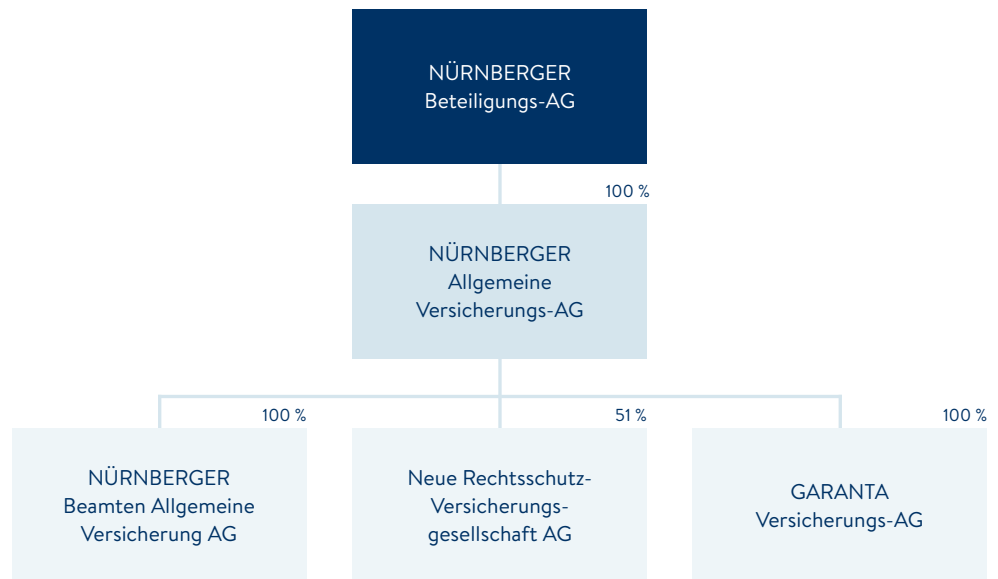 NÜRNBERGER
Beteiligungs-AG
100 %
NÜRNBERGER
Allgemeine
Versicherungs-AG
100 %
51 %
100 %
NÜRNBERGER
Beamten Allgemeine
Versicherung AG
Neue Rechtsschutz-
Versicherungs-
gesellschaft AG
GARANTA
Versicherungs-AG